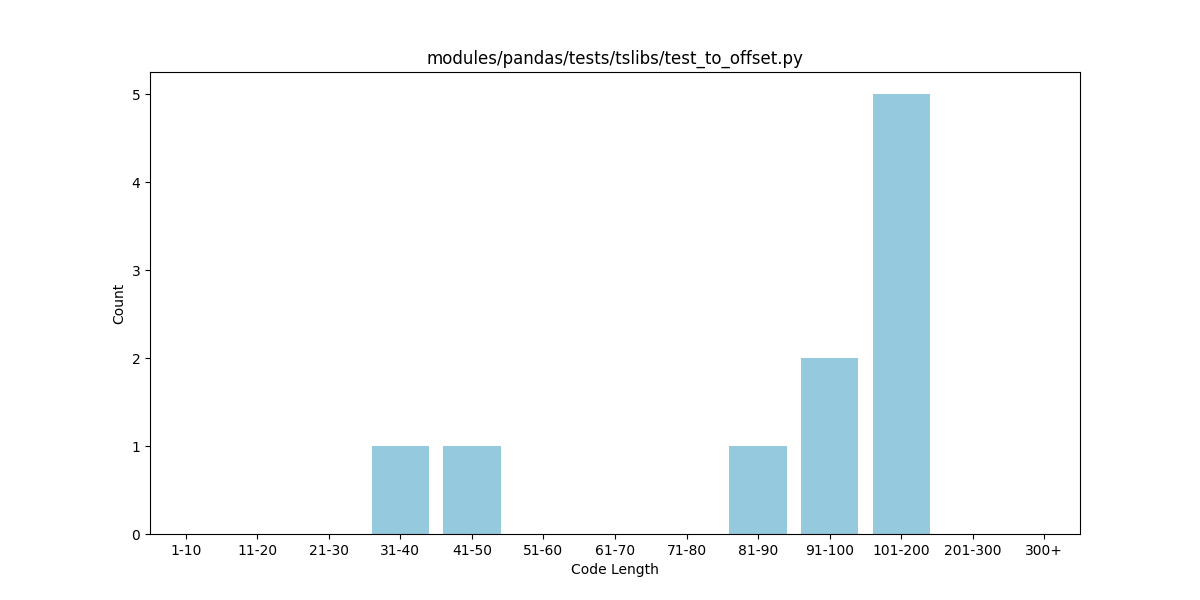 modules/pandas/tests/tslibs/test_to_offset.py
5
4
3
2
1
0
Count
1-10 11-20 21-30 31-40 41-50 51-60 61-70 71-80 81-90 91-100 101-200 201-300 300+
Code Length